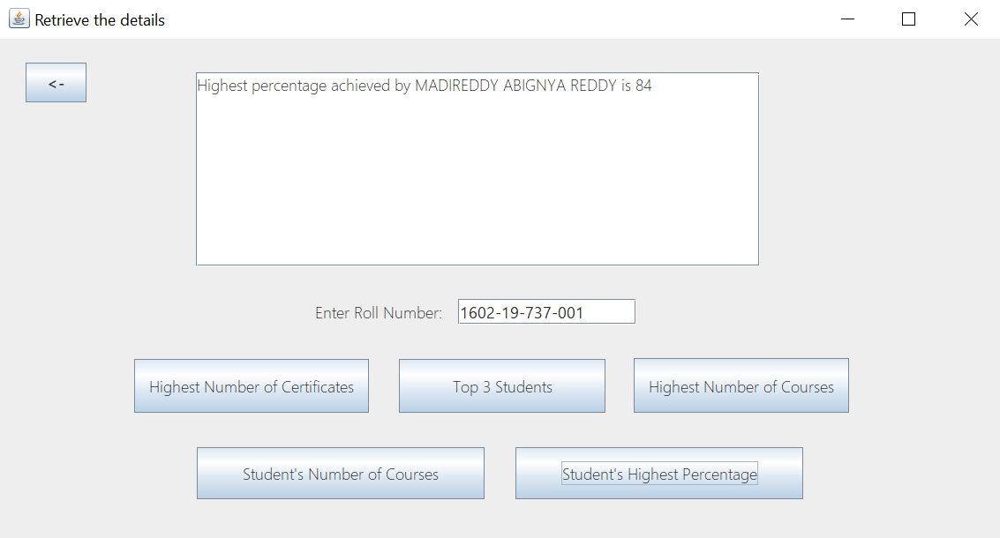 Retrieve the details
<-
Highest percentage achieved by MADIREDDY ABIGNYA REDDY is 84
Enter Roll Number: 1602-19-737-001
Highest Number of Certificates Top 3 Students Highest Number of Courses
Student's Number of Courses Student's Highest Percentage